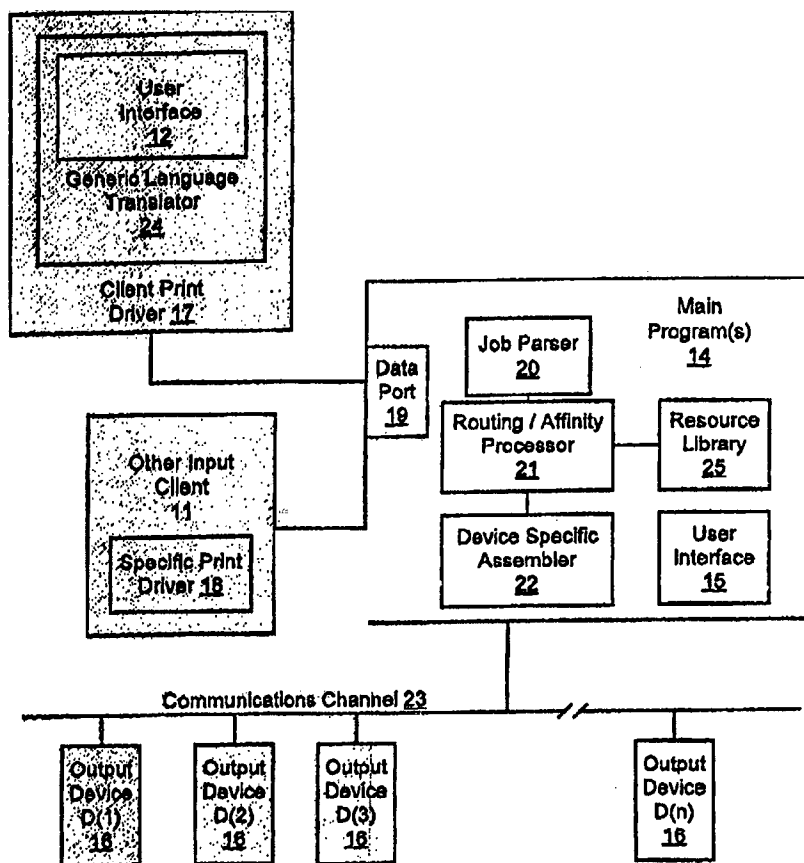 User
Interface
12
Generic Language
Translator
24
Client Print
Driver 17
Main
Program(s)
14
Data
Port
19
Job Parser
20
Routing / Affinity
Processor
21
Resource
Library
25
Device Specific
Assembler
22
User
Interface
15
Other Input
Client
11
Specific Print
Driver 18
Communications Channel 23
Output
Device
D(1)
16
Output
Device
D(2)
16
Output
Device
D(3)
16
Output
Device
D(n)
16